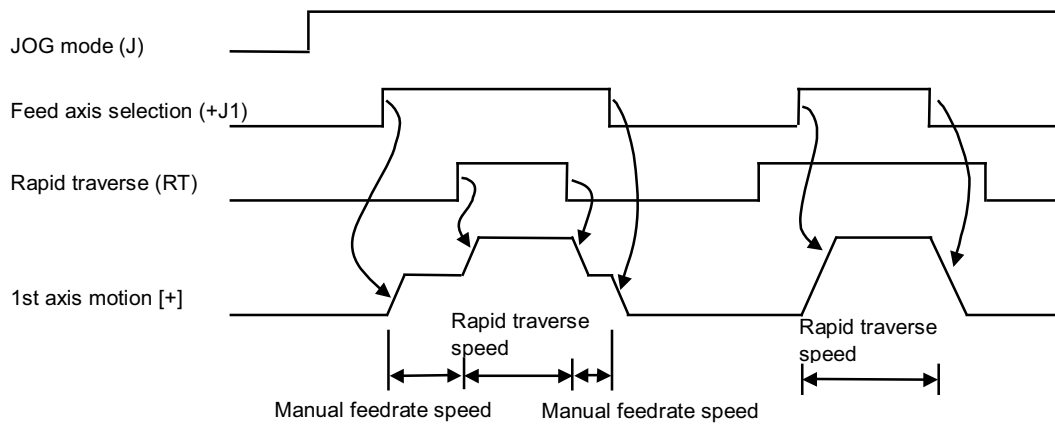 JOG mode (J)
Feed axis selection (+J1)
Rapid traverse (RT)
1st axis motion [+]
Rapid traverse
speed
Rapid traverse
speed
Manual feedrate speed
Manual feedrate speed